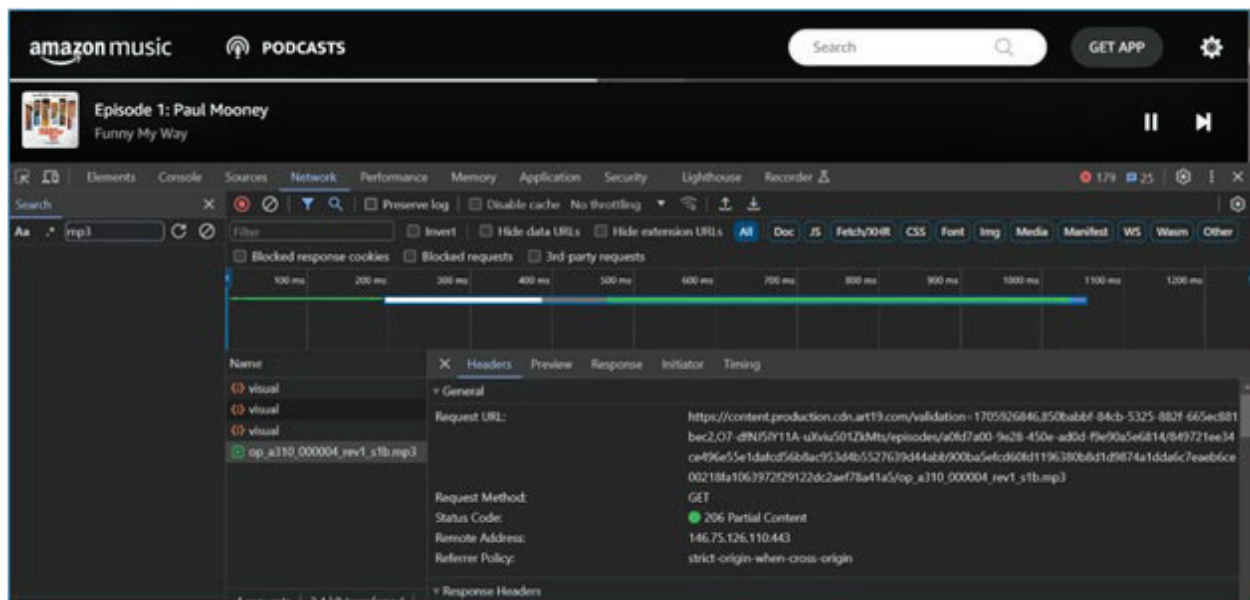 amazon music
PODCASTS
Search
GET APP
Episode 1: Paul Mooney
Funny My Way
Elements Console Sources Network Performance Memory Application Security Lighthouse Recorder 179 25
Search
Preserve log Disable cache No throttling
Aa .* mp3
Filter Invert Hide data URLs Hide extension URLs All Doc JS Fetch/XHR CSS Font Img Media Manifest WS Wasm Other
Blocked response cookies Blocked requests 3rd-party requests
100 ms 200 ms 300 ms 400 ms 500 ms 600 ms 700 ms 800 ms 900 ms 1000 ms 1100 ms 1200 ms
Name
Headers Preview Response Initiator Timing
visual
visual
visual
op_a310_000004_rev1_s1b.mp3
General
Request URL:
00218fa1063972f29122dc2aef78a41a5/op_a310_000004_rev1_s1b.mp3
Request Method: GET
Status Code: 206 Partial Content
Remote Address: 146.75.126.110:443
Referrer Policy: strict-origin-when-cross-origin
Response Headers